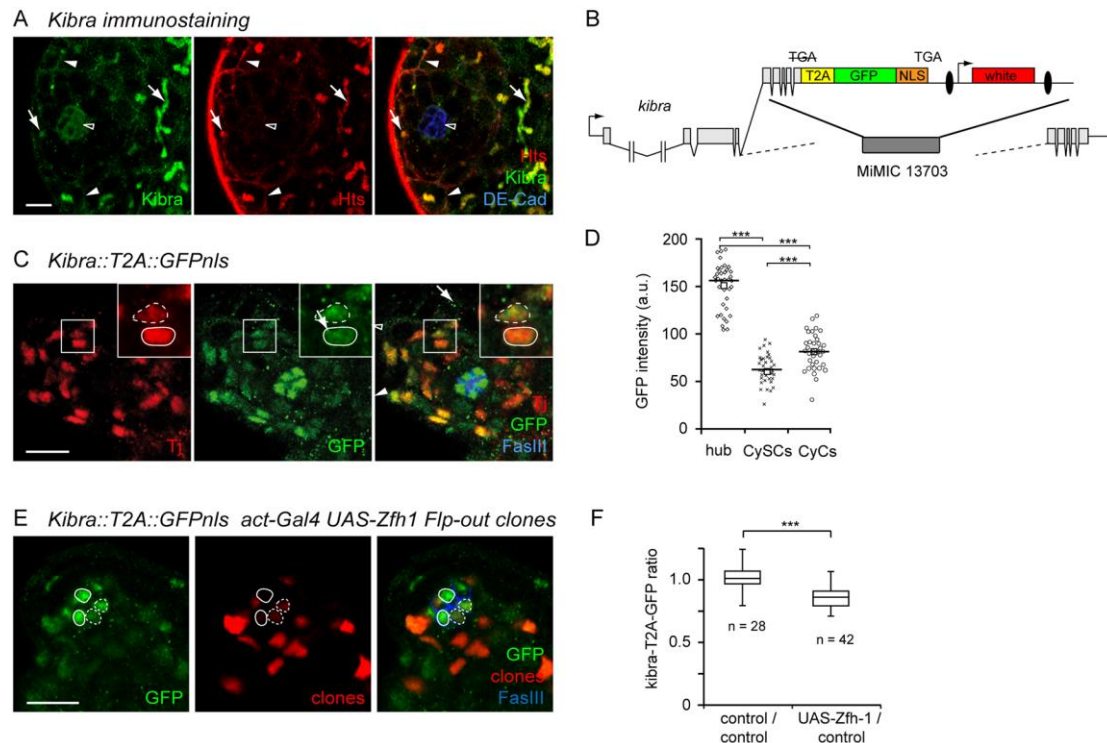 A Kibra immunostaining
Kibra
Hts
Hts
Kibra
DE-Cad
B
TGA
TGA
T2A
GFP
NLS
white
kibra
MiMIC 13703
C Kibra::T2A::GFPnls
Tj
GFP
Tj
GFP
FasIII
D
GFP intensity (a.u.)
200
150
100
50
0
***
***
***
hub
CySCs
CyCs
E Kibra::T2A::GFPnls act-Gal4 UAS-Zfh1 Flp-out clones
GFP
clones
GFP
clones
FasIII
F
kibra-T2A-GFP ratio
1.0
0.5
0
***
n = 28
n = 42
control /
control
UAS-Zfh-1 /
control